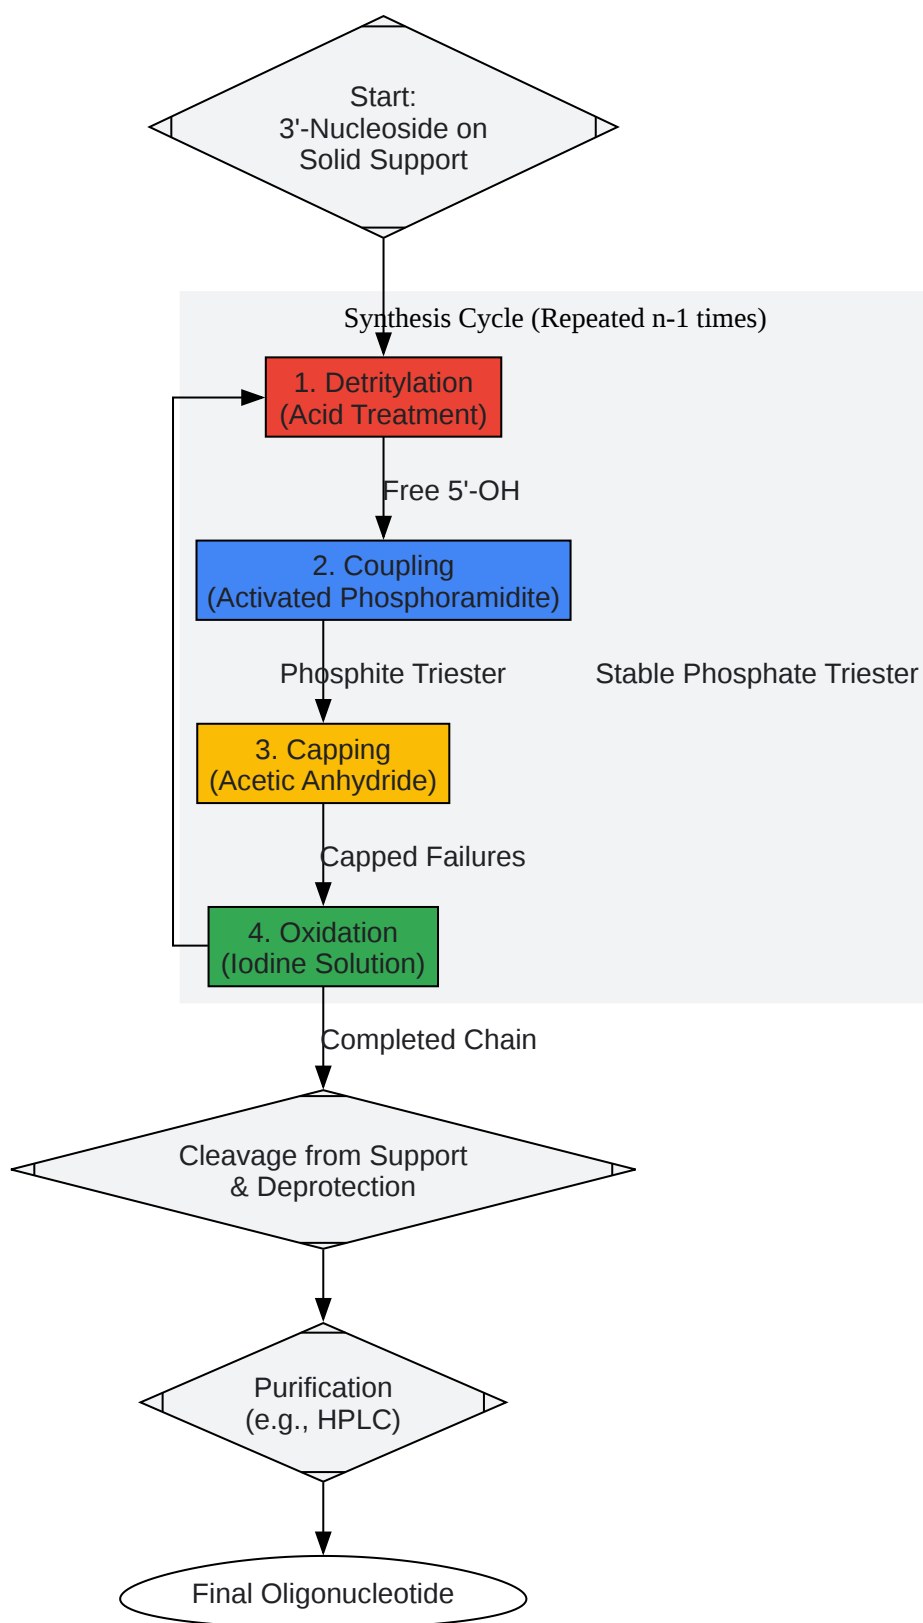 Start:
3'-Nucleoside on
Solid Support
Synthesis Cycle (Repeated n-1 times)
1. Detritylation
(Acid Treatment)
Free 5'-OH
2. Coupling
(Activated Phosphoramidite)
Phosphite Triester
Stable Phosphate Triester
3. Capping
(Acetic Anhydride)
Capped Failures
4. Oxidation
(Iodine Solution)
Completed Chain
Cleavage from Support
& Deprotection
Purification
(e.g., HPLC)
Final Oligonucleotide